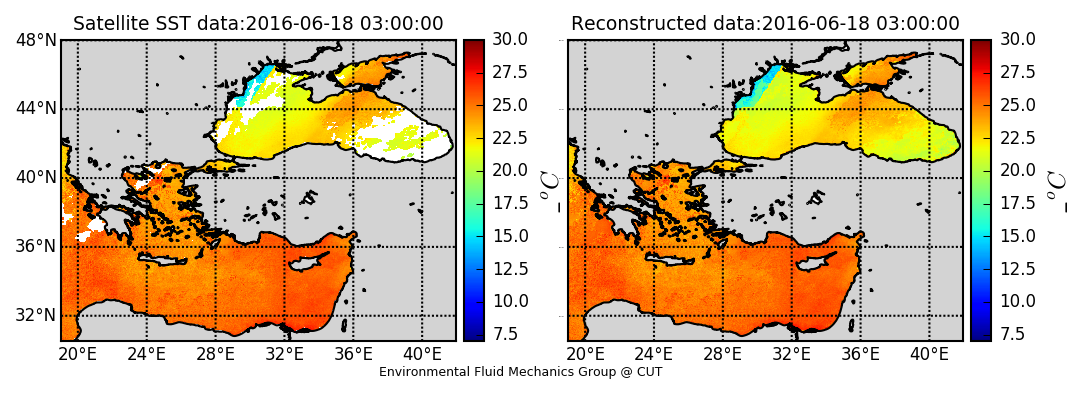 Satellite SST data:2016-06-18 03:00:00
48°N
44°N
40°N
36°N
32°N
20°E 24°E 28°E 32°E 36°E 40°E
30.0
27.5
25.0
22.5
20.0
17.5
15.0
12.5
10.0
7.5
_ °C
Reconstructed data:2016-06-18 03:00:00
20°E 24°E 28°E 32°E 36°E 40°E
30.0
27.5
25.0
22.5
20.0
17.5
15.0
12.5
10.0
7.5
_ °C
Environmental Fluid Mechanics Group @ CUT